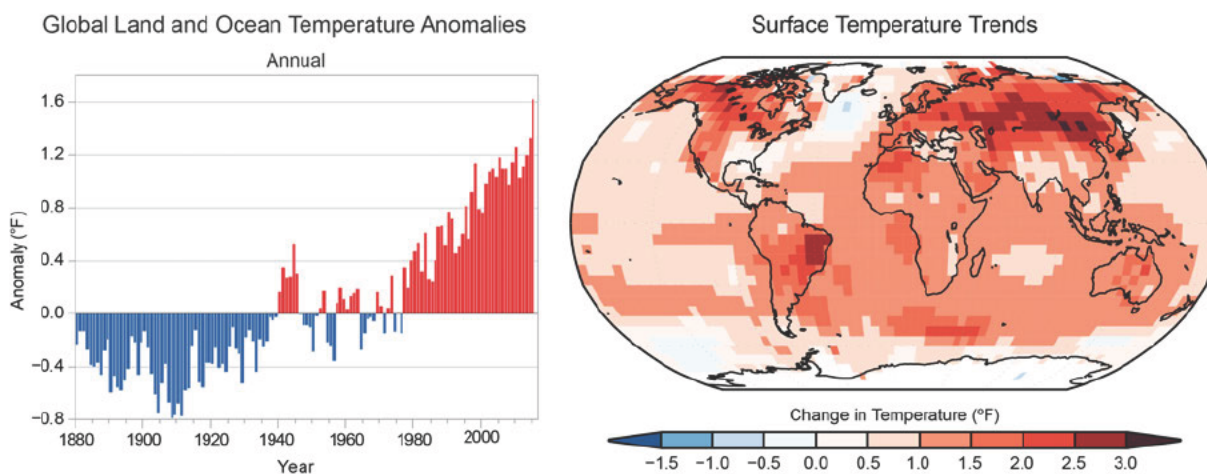 Global Land and Ocean Temperature Anomalies
Annual
1.6
1.2
0.8
0.4
0.0
−0.4
−0.8
Anomaly (°F)
1880 1900 1920 1940 1960 1980 2000
Year
Surface Temperature Trends
Change in Temperature (°F)
−1.5 −1.0 −0.5 0.0 0.5 1.0 1.5 2.0 2.5 3.0